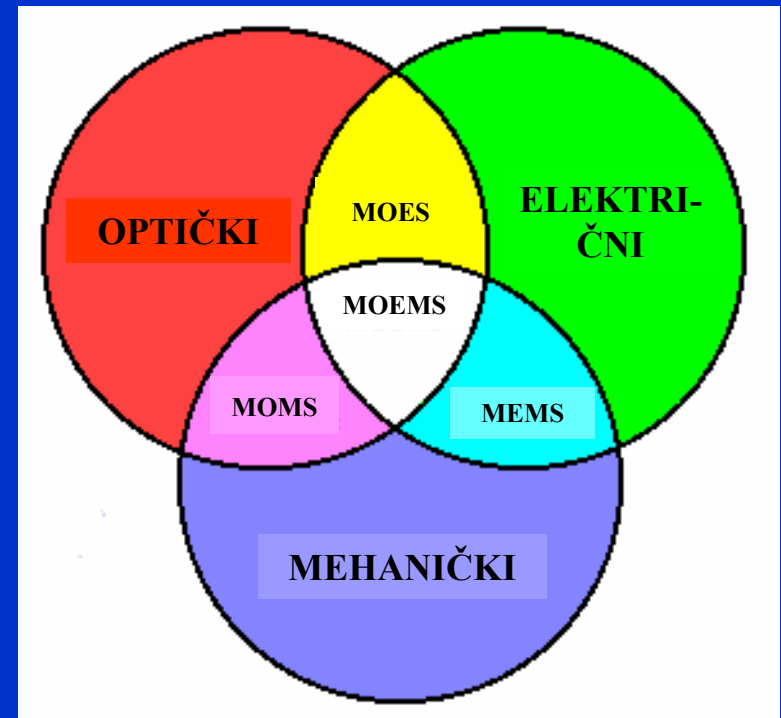 OPTIČKI
MOES
ELEKTRI-
ČNI
MOEMS
MOMS
MEMS
MEHANIČKI